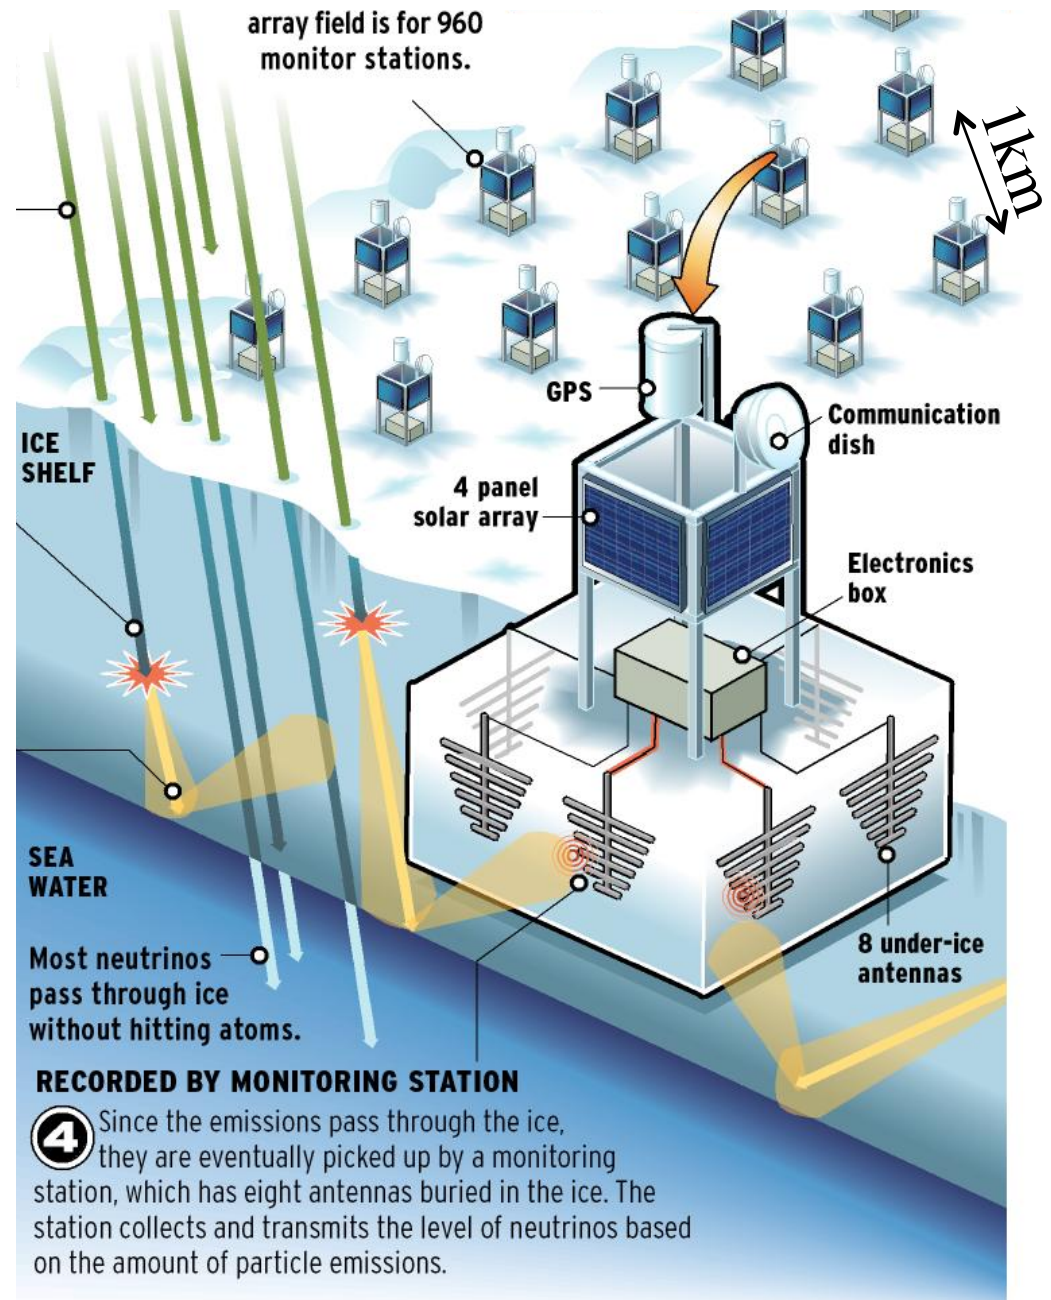 array field is for 960
monitor stations.
1km
GPS
Communication
dish
ICE
SHELF
4 panel
solar array
Electronics
box
SEA
WATER
8 under-ice
antennas
Most neutrinos
pass through ice
without hitting atoms.
RECORDED BY MONITORING STATION
4 Since the emissions pass through the ice,
they are eventually picked up by a monitoring
station, which has eight antennas buried in the ice. The
station collects and transmits the level of neutrinos based
on the amount of particle emissions.